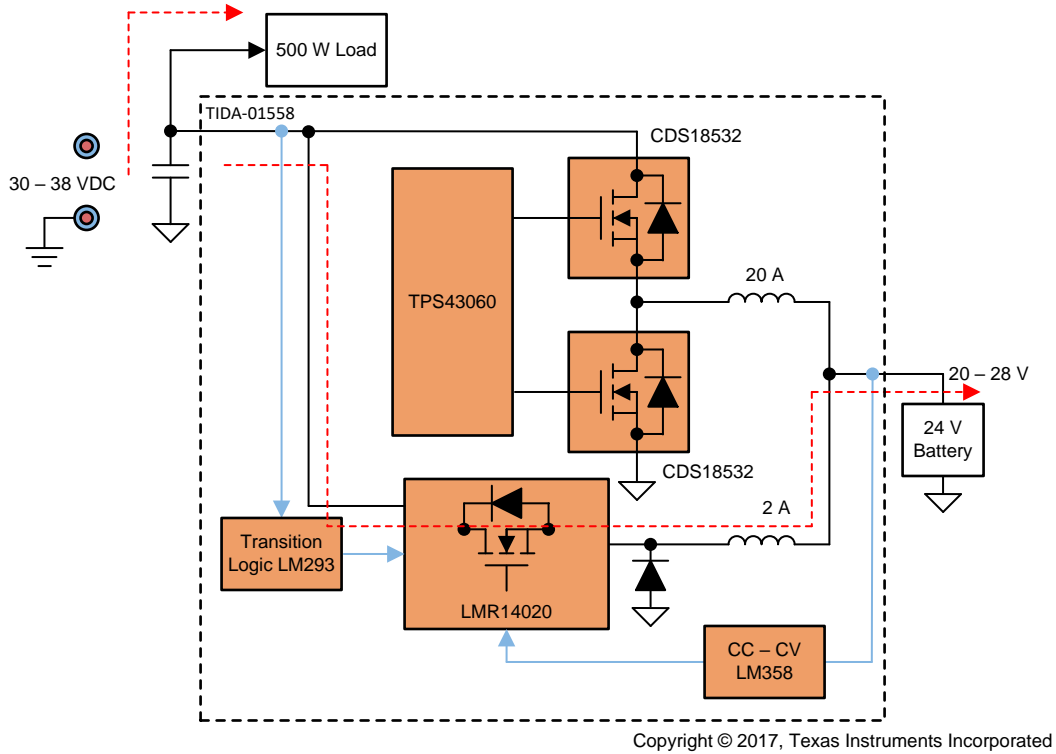 500 W Load
TIDA-01558
CDS18532
30 – 38 VDC
20 A
TPS43060
20 – 28 V
24 V
Battery
CDS18532
2 A
Transition
Logic LM293
LMR14020
CC – CV
LM358
Copyright © 2017, Texas Instruments Incorporated